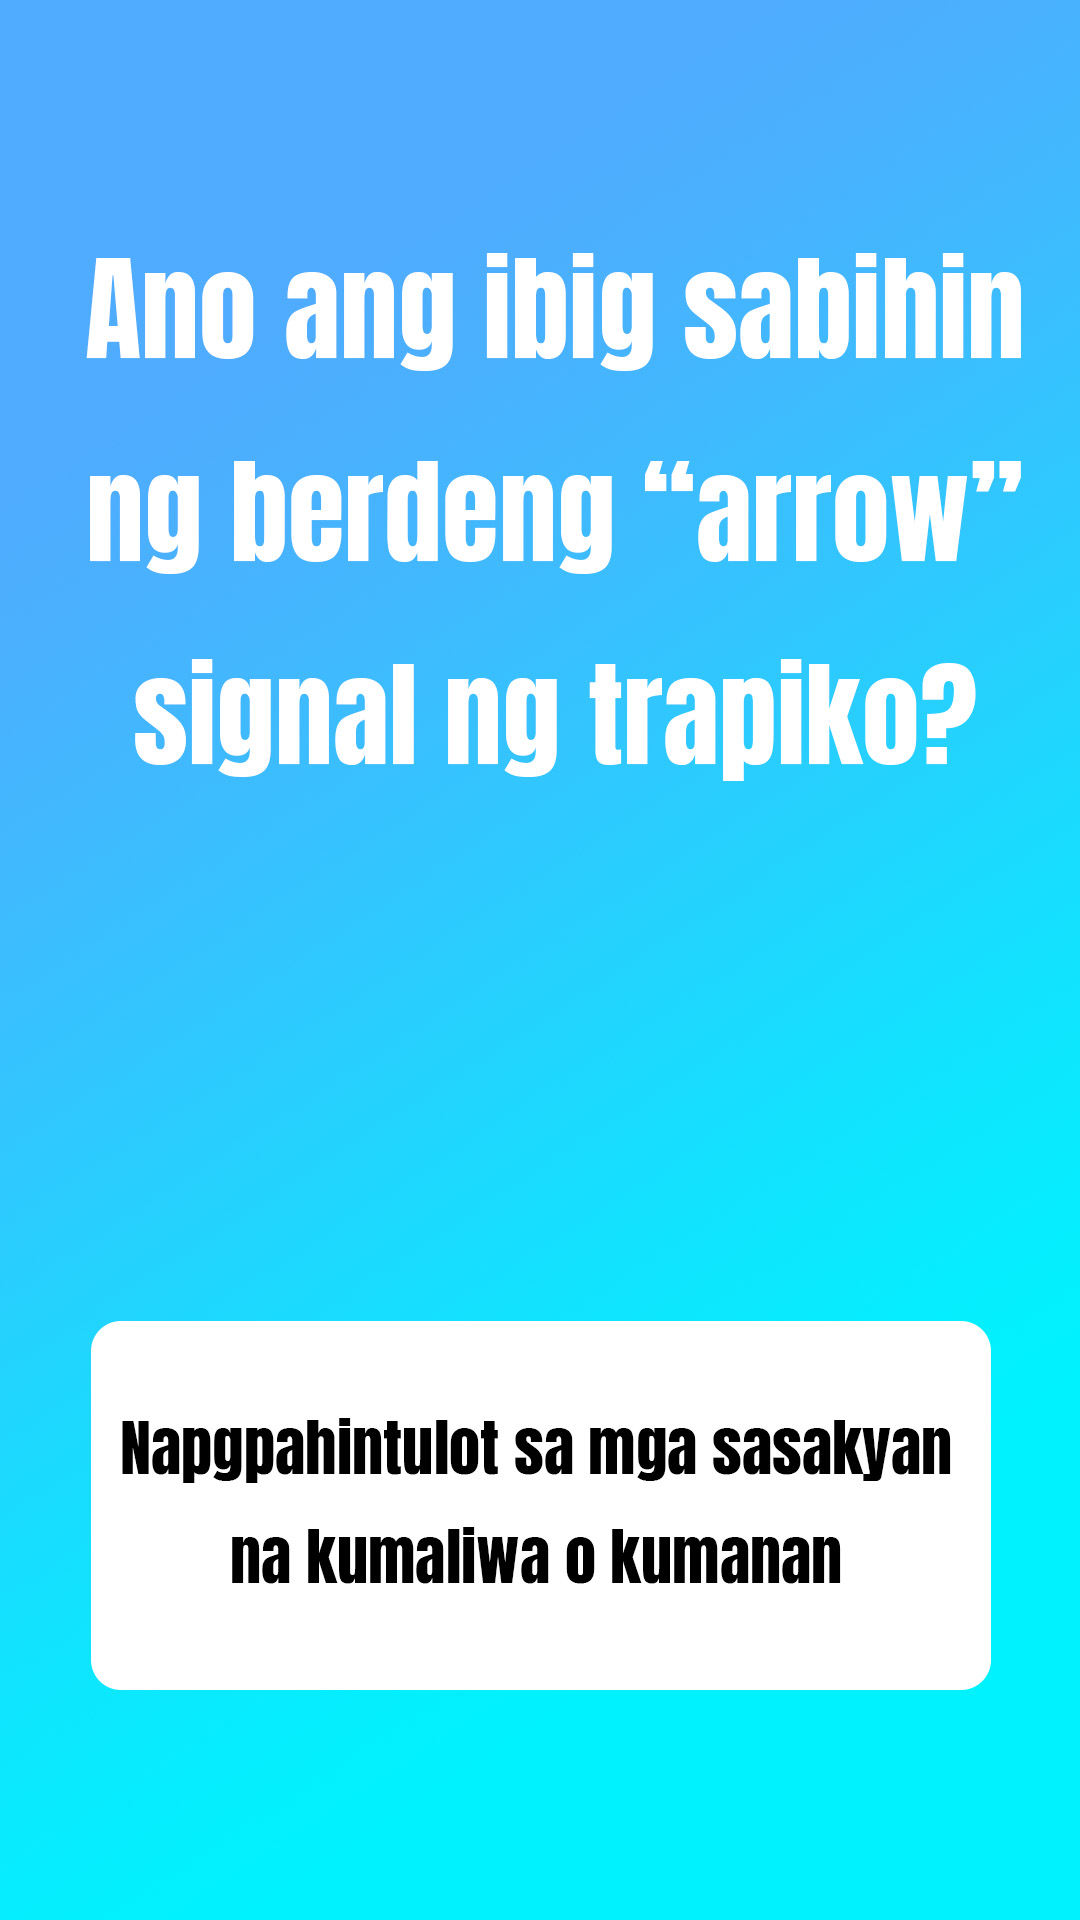 Ano ang ibig sabihin
ng berdeng “arrow”
signal ng trapiko?
Napgpahintulot sa mga sasakyan
na kumaliwa o kumanan